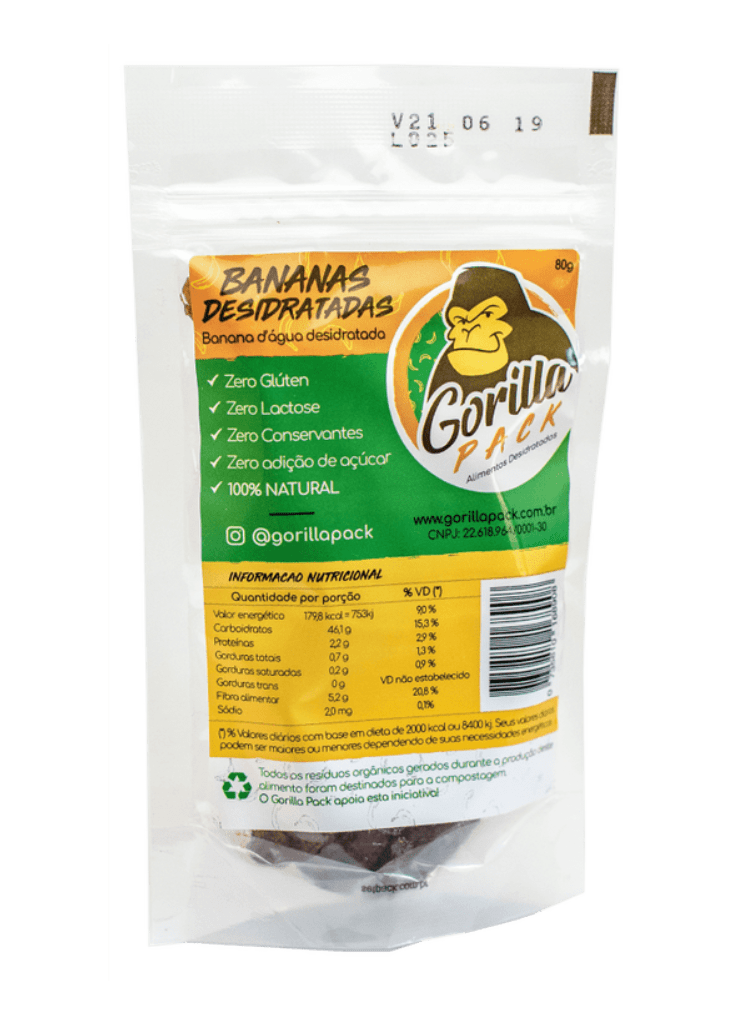 V21 06 19
L025
BANANAS
DESIDRATADAS
Banana d'água desidratada
80g
Gorilla
PACK
Alimentos Desidratados
✓ Zero Glúten
✓ Zero Lactose
✓ Zero Conservantes
✓ Zero adição de açúcar
✓ 100% NATURAL
@gorillapack
www.gorillapack.com.br
CNPJ: 22.618.964/0001-30
INFORMACAO NUTRICIONAL
Quantidade por porção % VD (*)
Valor energético 179,8 kcal = 753kj 9,0 %
Carboidratos 46,1 g 15,3 %
Proteínas 2,2 g 2,9 %
Gorduras totais 0,7 g 1,3 %
Gorduras saturadas 0,2 g 0,9 %
Gorduras trans 0 g VD não estabelecido
Fibra alimentar 5,2 g 20,8 %
Sódio 2,0 mg 0,1%
(*) % Valores diários com base em dieta de 2000 kcal ou 8400 kj. Seus valores diários
podem ser maiores ou menores dependendo de suas necessidades energéticas
Todos os resíduos orgânicos gerados durante a produção deste
alimento foram destinados para a compostagem.
O Gorilla Pack apoia esta iniciativa!